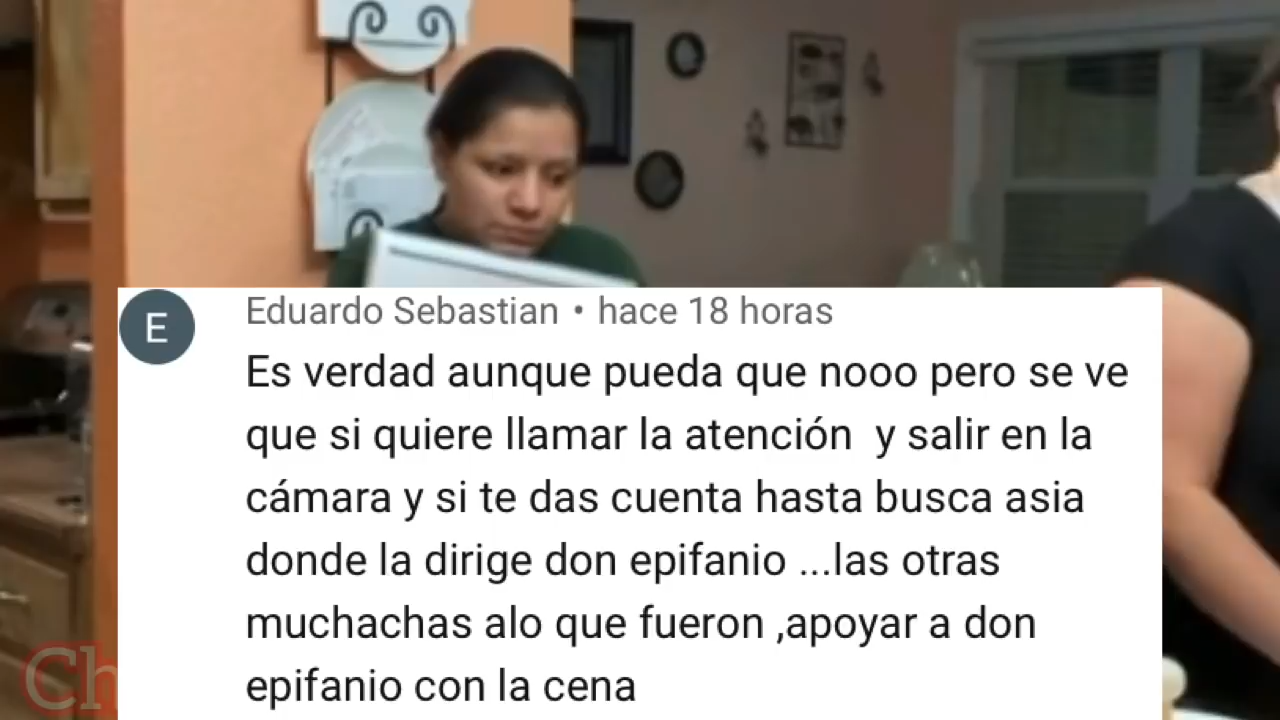 E
Eduardo Sebastian • hace 18 horas
Es verdad aunque pueda que nooo pero se ve
que si quiere llamar la atención y salir en la
cámara y si te das cuenta hasta busca asia
donde la dirige don epifanio ...las otras
muchachas alo que fueron ,apoyar a don
epifanio con la cena
Ch